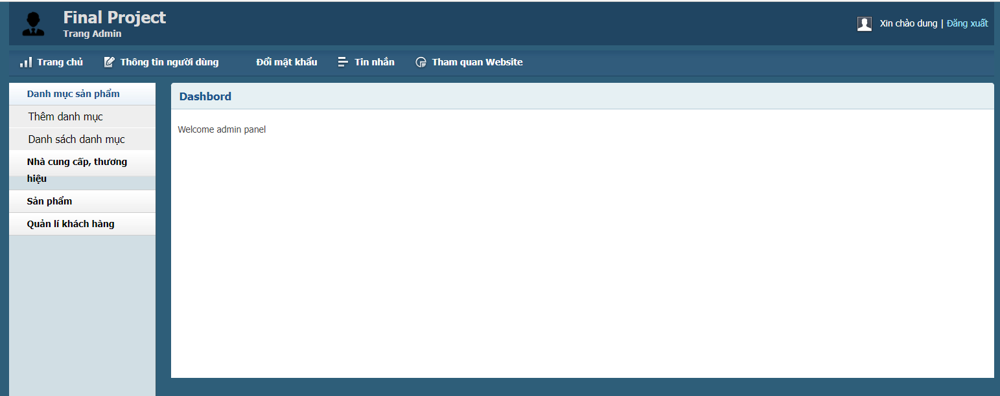 Final Project
Trang Admin
Xin chào dung | Đăng xuất
Trang chủ Thông tin người dùng Đổi mật khẩu Tin nhắn Tham quan Website
Danh mục sản phẩm
Thêm danh mục
Danh sách danh mục
Nhà cung cấp, thương
hiệu
Sản phẩm
Quản lí khách hàng
Dashbord
Welcome admin panel